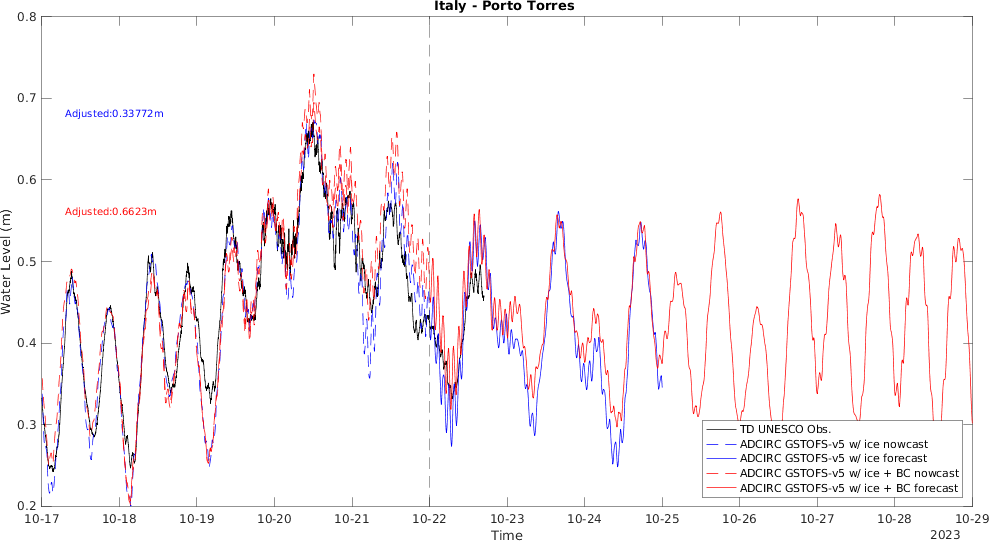 Italy - Porto Torres
Water Level (m)
0.8
0.7
0.6
0.5
0.4
0.3
0.2
Adjusted:0.33772m
Adjusted:0.6623m
TD UNESCO Obs.
ADCIRC GSTOFS-v5 w/ ice nowcast
ADCIRC GSTOFS-v5 w/ ice forecast
ADCIRC GSTOFS-v5 w/ ice + BC nowcast
ADCIRC GSTOFS-v5 w/ ice + BC forecast
10-17 10-18 10-19 10-20 10-21 10-22 10-23 10-24 10-25 10-26 10-27 10-28 10-29
Time
2023